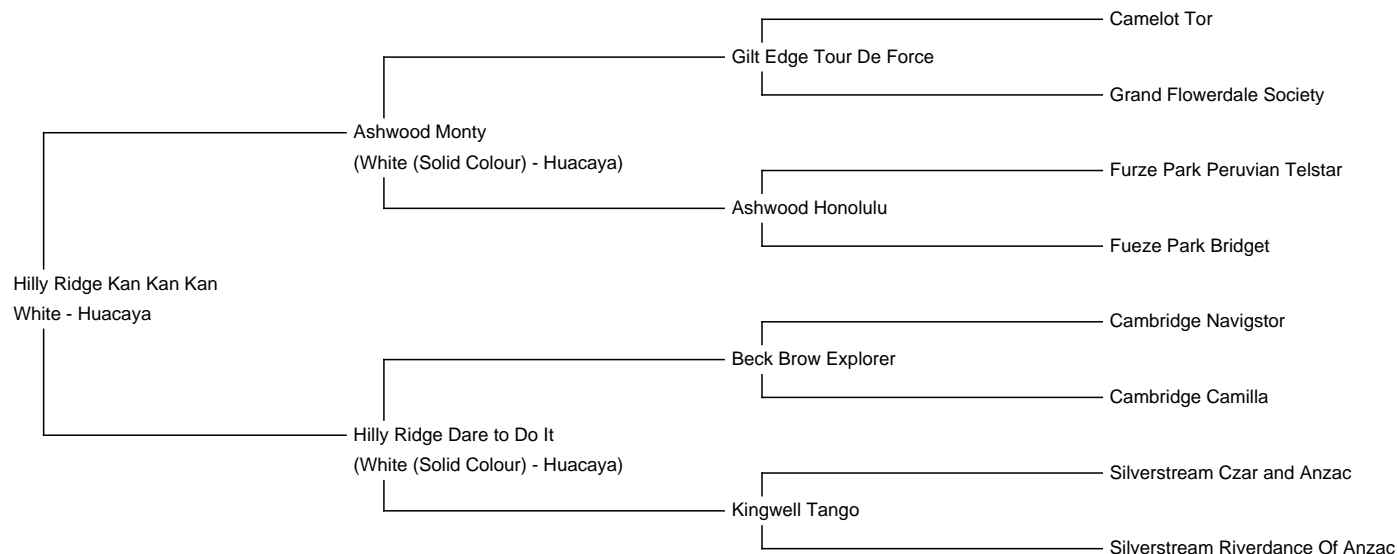 Camelot Tor
Gilt Edge Tour De Force
Grand Flowerdale Society
Ashwood Monty
(White (Solid Colour) - Huacaya)
Furze Park Peruvian Telstar
Ashwood Honolulu
Fueze Park Bridget
Hilly Ridge Kan Kan Kan
White - Huacaya
Cambridge Navigstor
Beck Brow Explorer
Cambridge Camilla
Hilly Ridge Dare to Do It
(White (Solid Colour) - Huacaya)
Silverstream Czar and Anzac
Kingwell Tango
Silverstream Riverdance Of Anzac